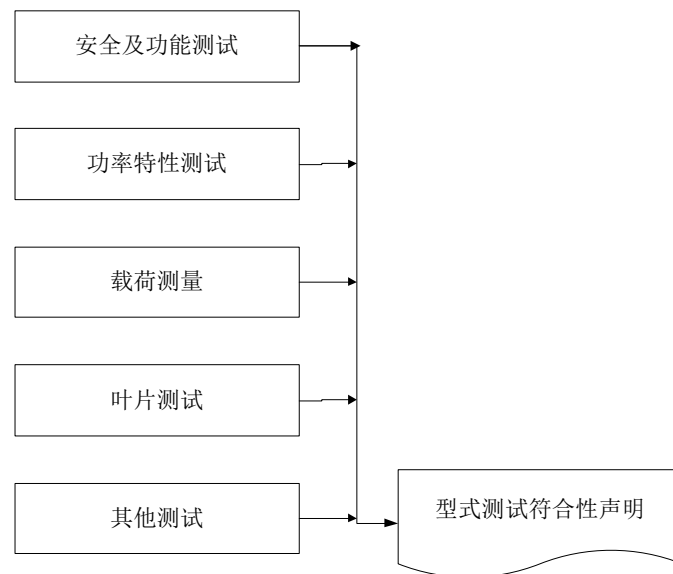 安全及功能测试
功率特性测试
载荷测量
叶片测试
其他测试
型式测试符合性声明